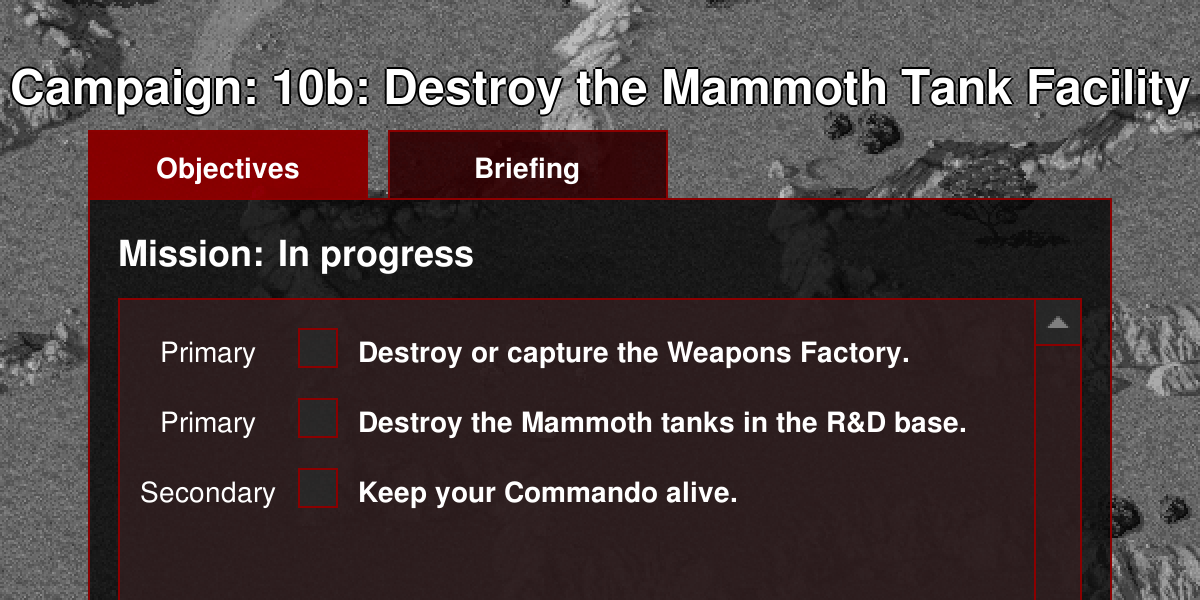 Campaign: 10b: Destroy the Mammoth Tank Facility
Objectives
Briefing
Mission: In progress
Primary Destroy or capture the Weapons Factory.
Primary Destroy the Mammoth tanks in the R&D base.
Secondary Keep your Commando alive.